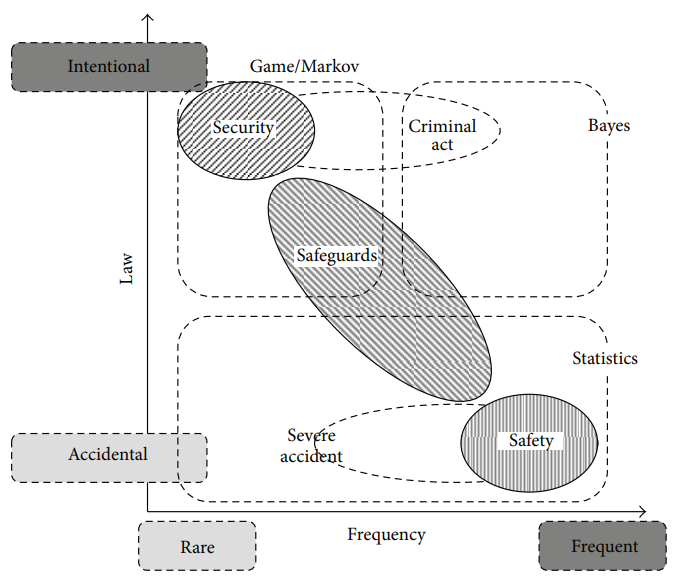 Intentional
Game/Markov
Security
Criminal
act
Bayes
Safeguards
Law
Statistics
Severe
accident
Safety
Accidental
Frequency
Rare
Frequent